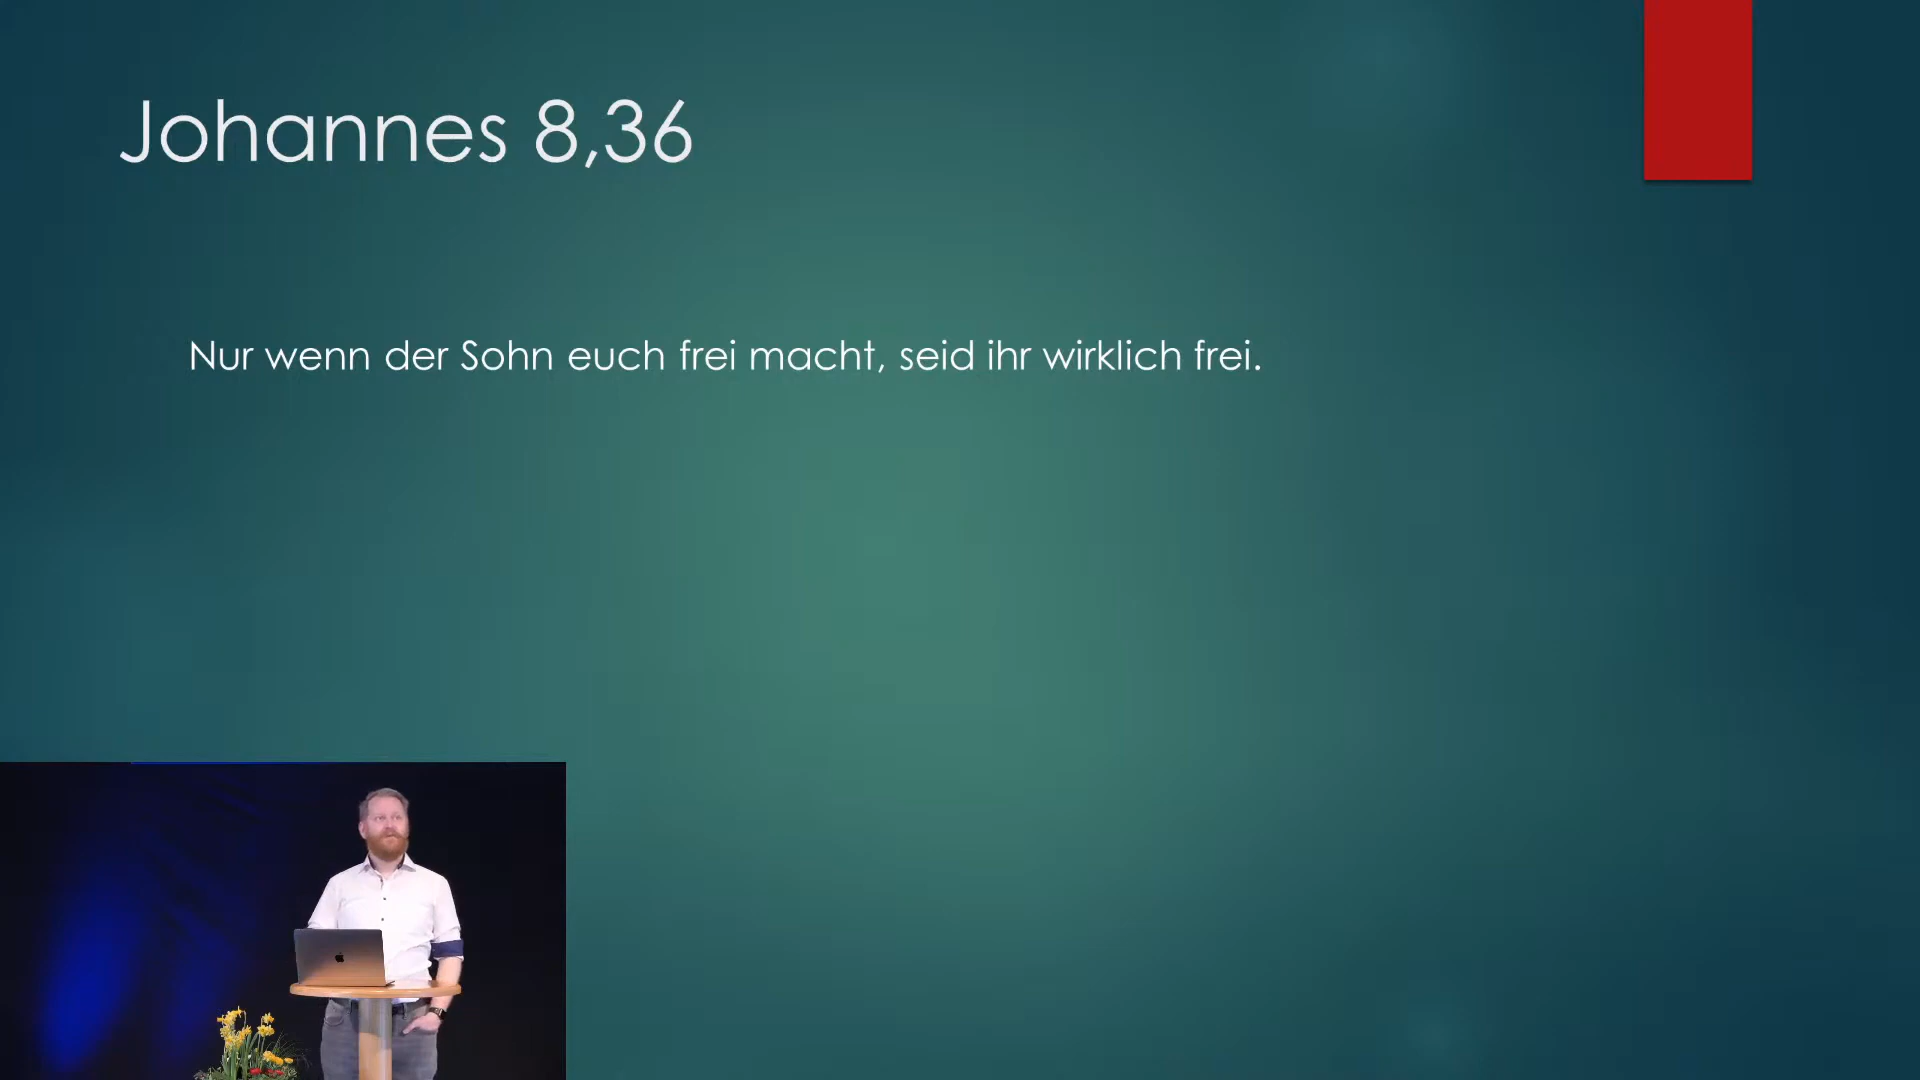 Johannes 8,36
Nur wenn der Sohn euch frei macht, seid ihr wirklich frei.